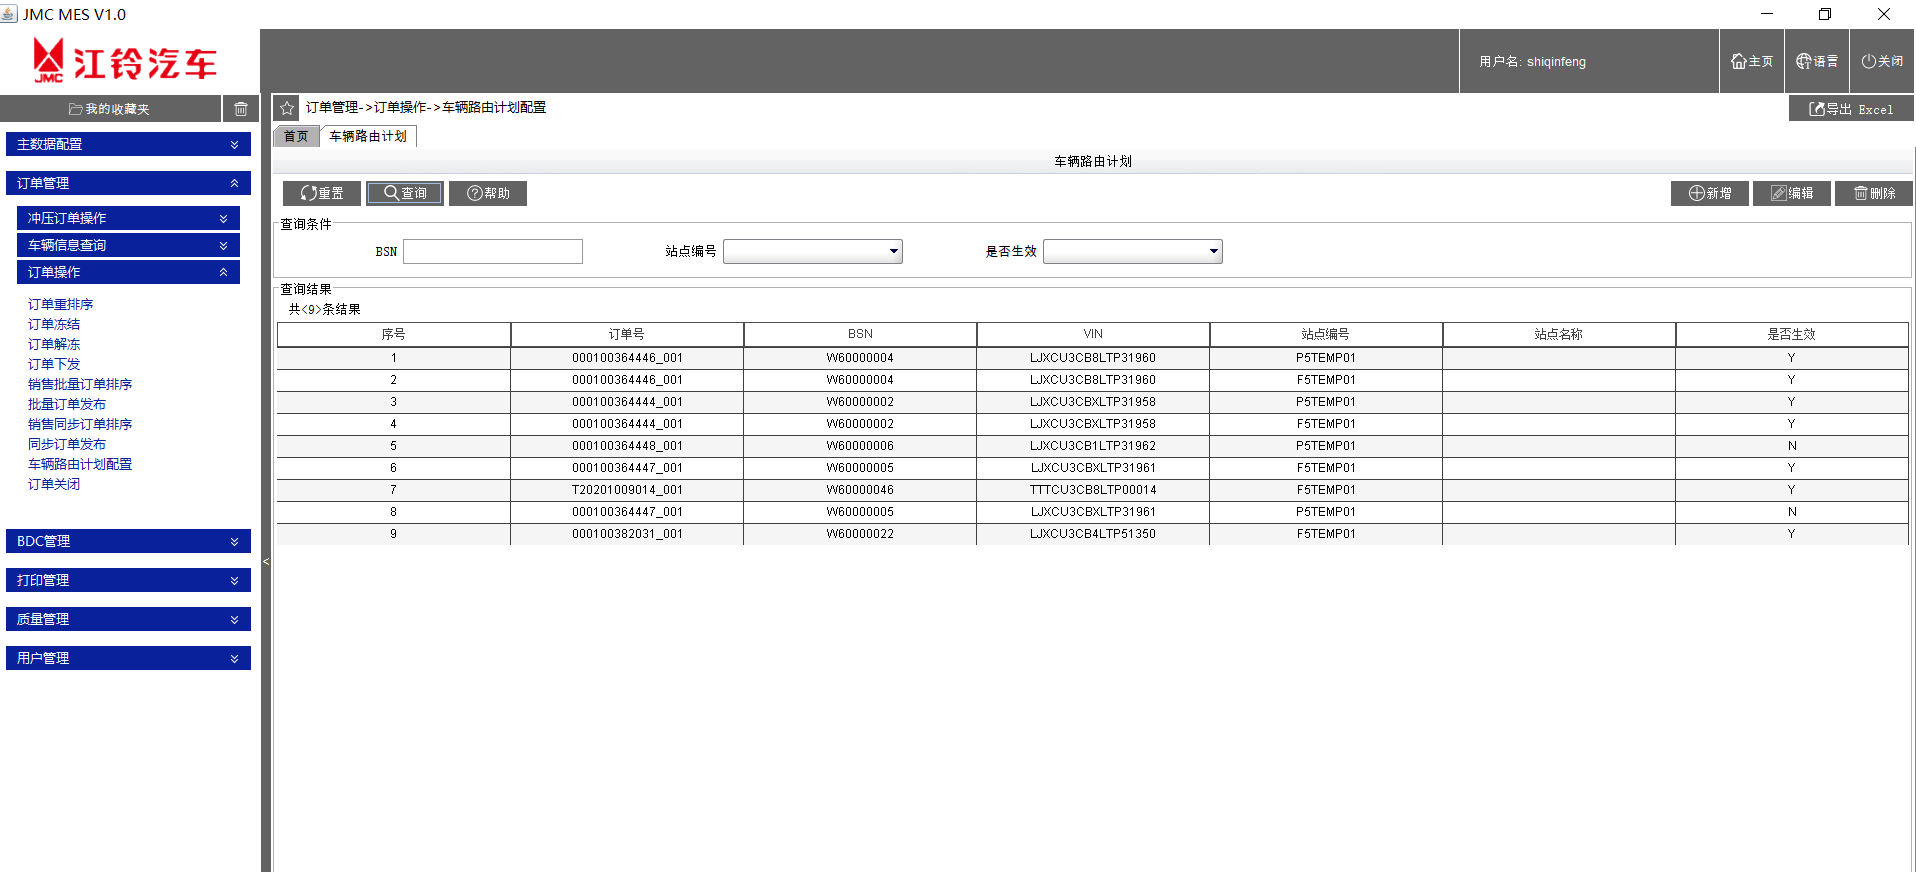 JMC MES V1.0
JMC 江铃汽车
用户名: shiqinfeng
主页
语言
关闭
我的收藏夹
订单管理->订单操作->车辆路由计划配置
导出 Excel
首页 车辆路由计划
主数据配置
订单管理
冲压订单操作
车辆信息查询
订单操作
订单重排序
订单冻结
订单解冻
订单下发
销售批量订单排序
批量订单发布
销售同步订单排序
同步订单发布
车辆路由计划配置
订单关闭
BDC管理
打印管理
质量管理
用户管理
<
车辆路由计划
重置 查询 帮助 新增 编辑 删除
查询条件
BSN 站点编号 是否生效
查询结果
共<9>条结果
序号 订单号 BSN VIN 站点编号 站点名称 是否生效
1 000100364446_001 W60000004 LJXCU3CB8LTP31960 P5TEMP01 Y
2 000100364446_001 W60000004 LJXCU3CB8LTP31960 F5TEMP01 Y
3 000100364444_001 W60000002 LJXCU3CBXLTP31958 P5TEMP01 Y
4 000100364444_001 W60000002 LJXCU3CBXLTP31958 F5TEMP01 Y
5 000100364448_001 W60000006 LJXCU3CB1LTP31962 P5TEMP01 N
6 000100364447_001 W60000005 LJXCU3CBXLTP31961 F5TEMP01 Y
7 T20201009014_001 W60000046 TTTCU3CB8LTP00014 F5TEMP01 Y
8 000100364447_001 W60000005 LJXCU3CBXLTP31961 P5TEMP01 N
9 000100382031_001 W60000022 LJXCU3CB4LTP51350 F5TEMP01 Y